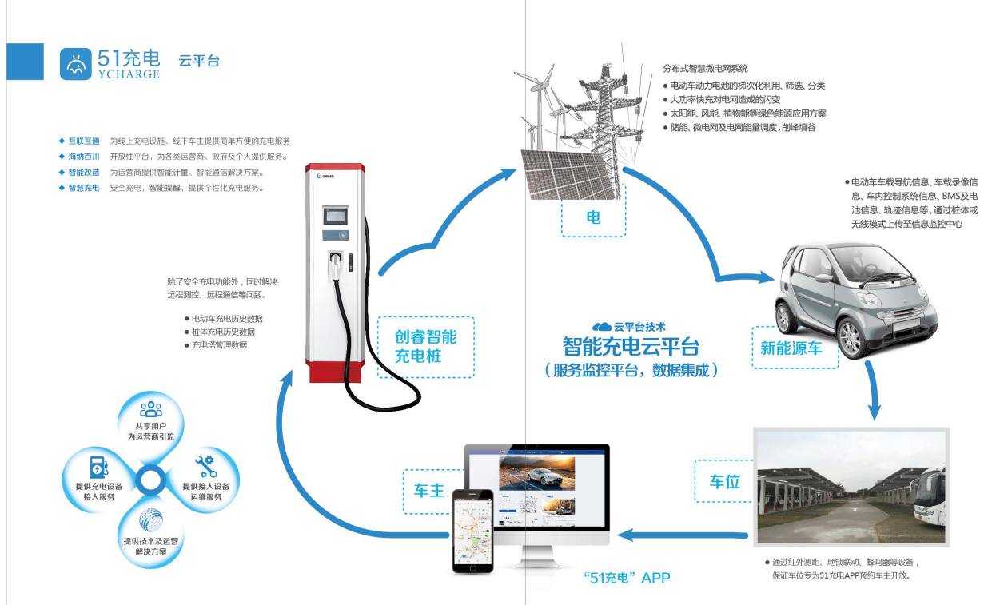 51充电
YCHARGE
云平台
互联互通 为线上充电设施、线下车主提供简单方便的充电服务
海纳百川 开放性平台，为各类运营商、政府及个人提供服务。
智能改造 为运营商提供智能计量、智能通信解决方案。
智慧充电 安全充电，智能提醒，提供个性化充电服务。
分布式智慧微电网系统
● 电动车动力电池的梯次化利用、筛选、分类
● 大功率快充对电网造成的闪变
● 太阳能、风能、植物能等绿色能源应用方案
● 储能、微电网及电网能量调度，削峰填谷
电
● 电动车车载导航信息、车载录像信
息、车内控制系统信息、BMS及电
池信息、轨迹信息等，通过桩体或
无线模式上传至信息监控中心
除了安全充电功能外，同时解决
远程测控、远程通信等问题。
● 电动车充电历史数据
● 桩体充电历史数据
● 充电塔管理数据
创睿智能
充电桩
云平台技术
智能充电云平台
（服务监控平台，数据集成）
新能源车
共享用户
为运营商引流
提供充电设备
接入服务
提供接入设备
运维服务
提供技术及运营
解决方案
车主
车位
“51充电”APP
● 通过红外测距、地锁联动、蜂鸣器等设备，
保证车位专为51充电APP预约车主开放。